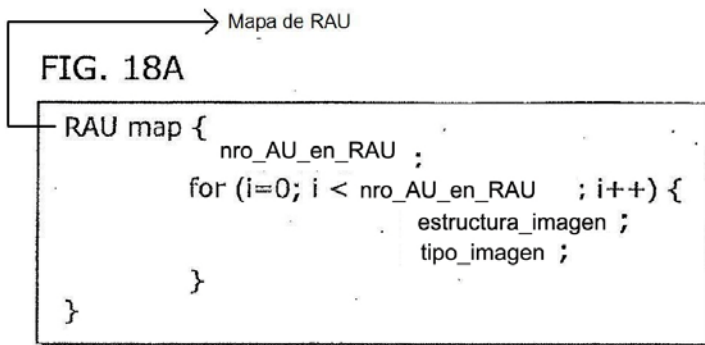 Mapa de RAU
FIG. 18A
RAU map {
nro_AU_en_RAU ;
for (i=0; i < nro_AU_en_RAU ; i++) {
estructura_imagen ;
tipo_imagen ;
}
}